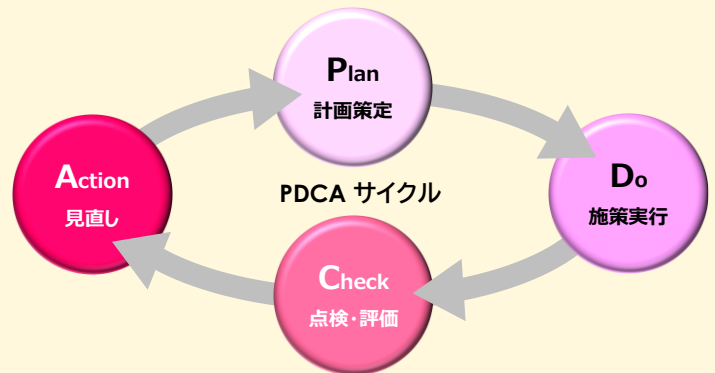 Plan
計画策定
Do
施策実行
PDCA サイクル
Check
点検・評価
Action
見直し